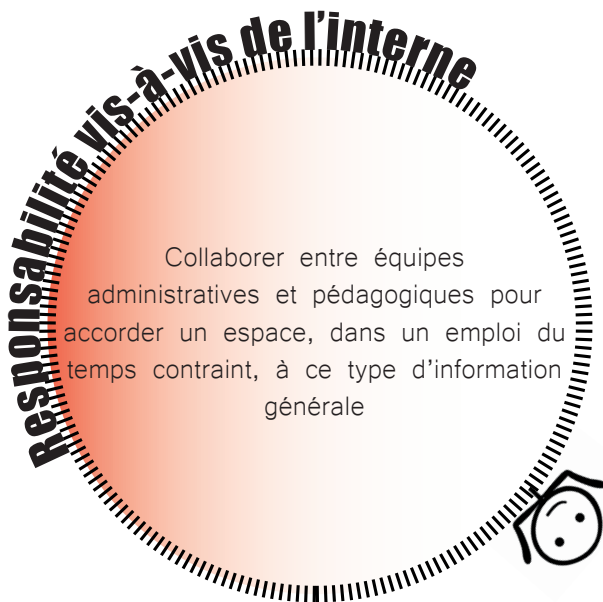 Responsabilité vis-à-vis de l’interne
Collaborer entre équipes
administratives et pédagogiques pour
accorder un espace, dans un emploi du
temps contraint, à ce type d’information
générale